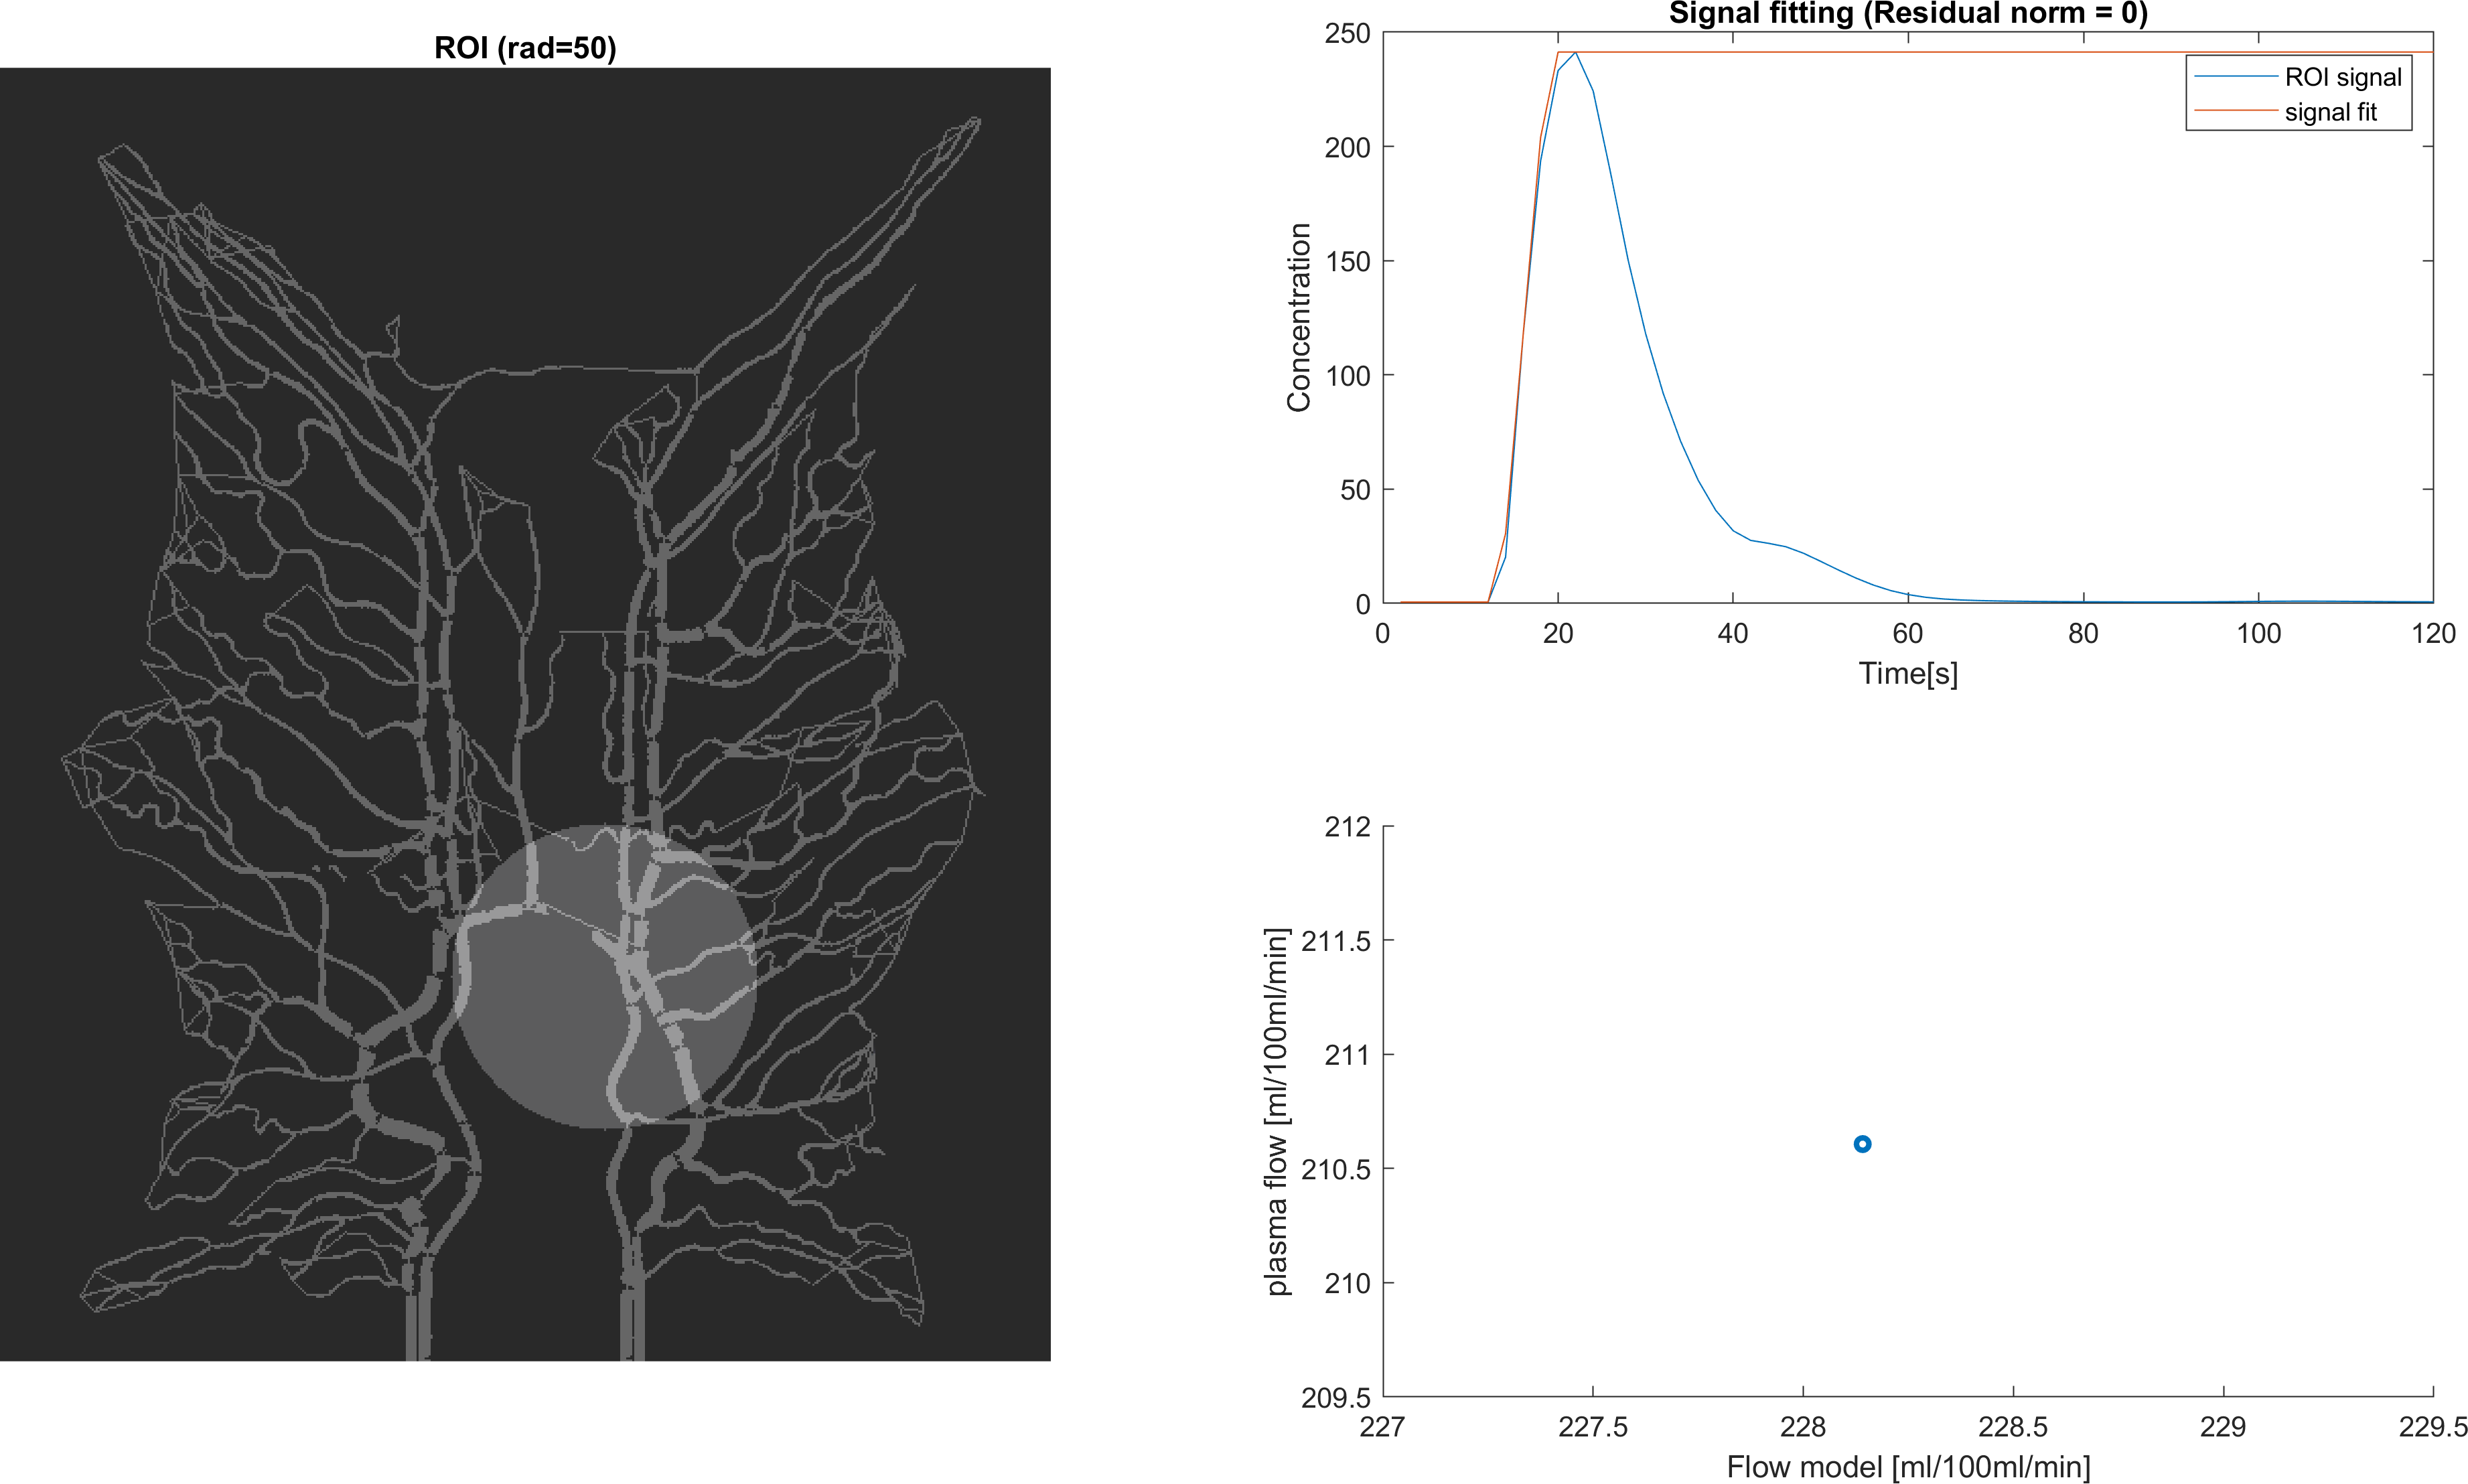 ROI (rad=50)
Signal fitting (Residual norm = 0)
250
200
150
100
50
0
Concentration
ROI signal
signal fit
0 20 40 60 80 100 120
Time[s]
212
211.5
211
210.5
210
209.5
plasma flow [ml/100ml/min]
227 227.5 228 228.5 229 229.5
Flow model [ml/100ml/min]